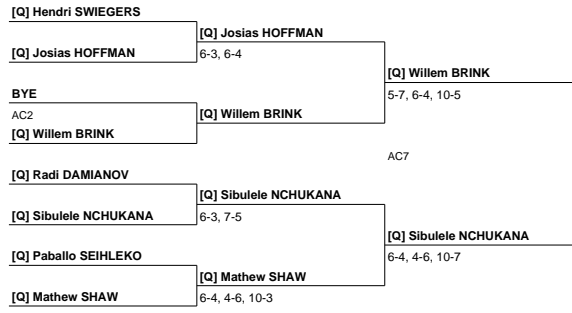 [Q] Hendri SWIEGERS
[Q] Josias HOFFMAN
[Q] Josias HOFFMAN
6-3, 6-4
[Q] Willem BRINK
BYE
5-7, 6-4, 10-5
AC2
[Q] Willem BRINK
[Q] Willem BRINK
AC7
[Q] Radi DAMIANOV
[Q] Sibulele NCHUKANA
[Q] Sibulele NCHUKANA
6-3, 7-5
[Q] Sibulele NCHUKANA
[Q] Paballo SEIHLEKO
6-4, 4-6, 10-7
[Q] Mathew SHAW
[Q] Mathew SHAW
6-4, 4-6, 10-3